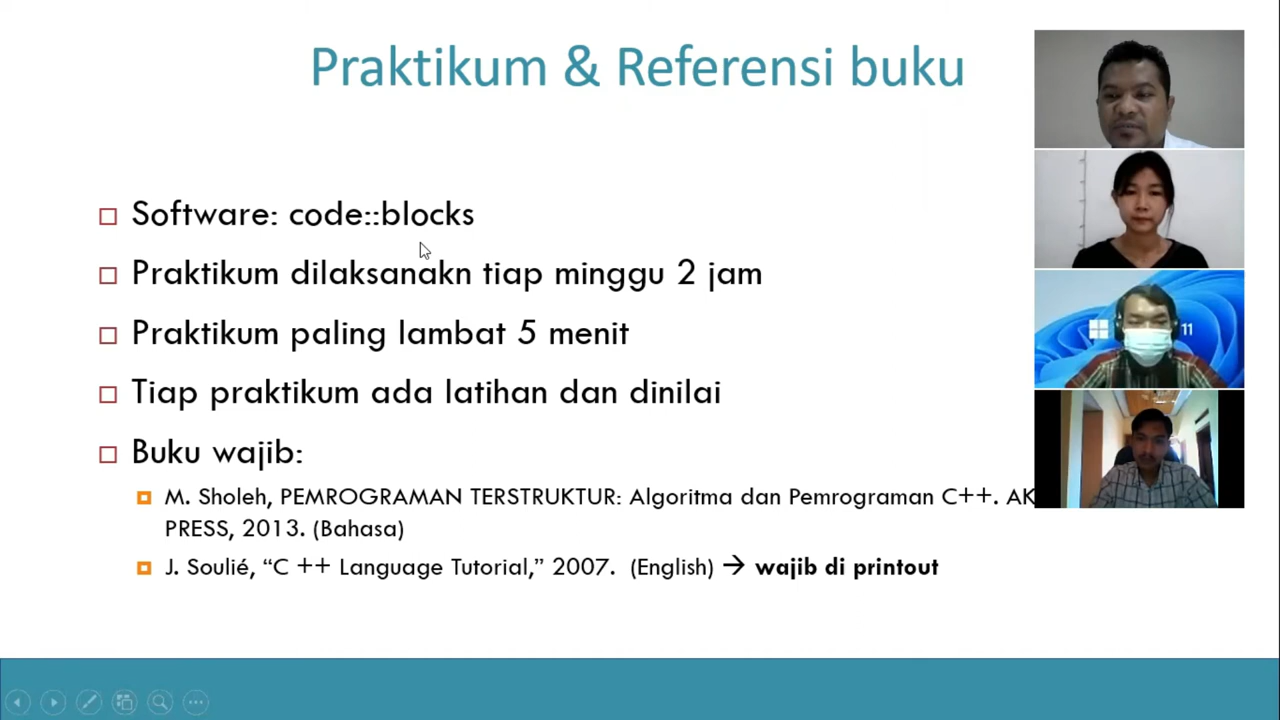 Praktikum & Referensi buku
Software: code::blocks
Praktikum dilaksanakn tiap minggu 2 jam
Praktikum paling lambat 5 menit
Tiap praktikum ada latihan dan dinilai
Buku wajib:
M. Sholeh, PEMROGRAMAN TERSTRUKTUR: Algoritma dan Pemrograman C++. AK
PRESS, 2013. (Bahasa)
J. Soulié, “C ++ Language Tutorial,” 2007. (English) → wajib di printout
11